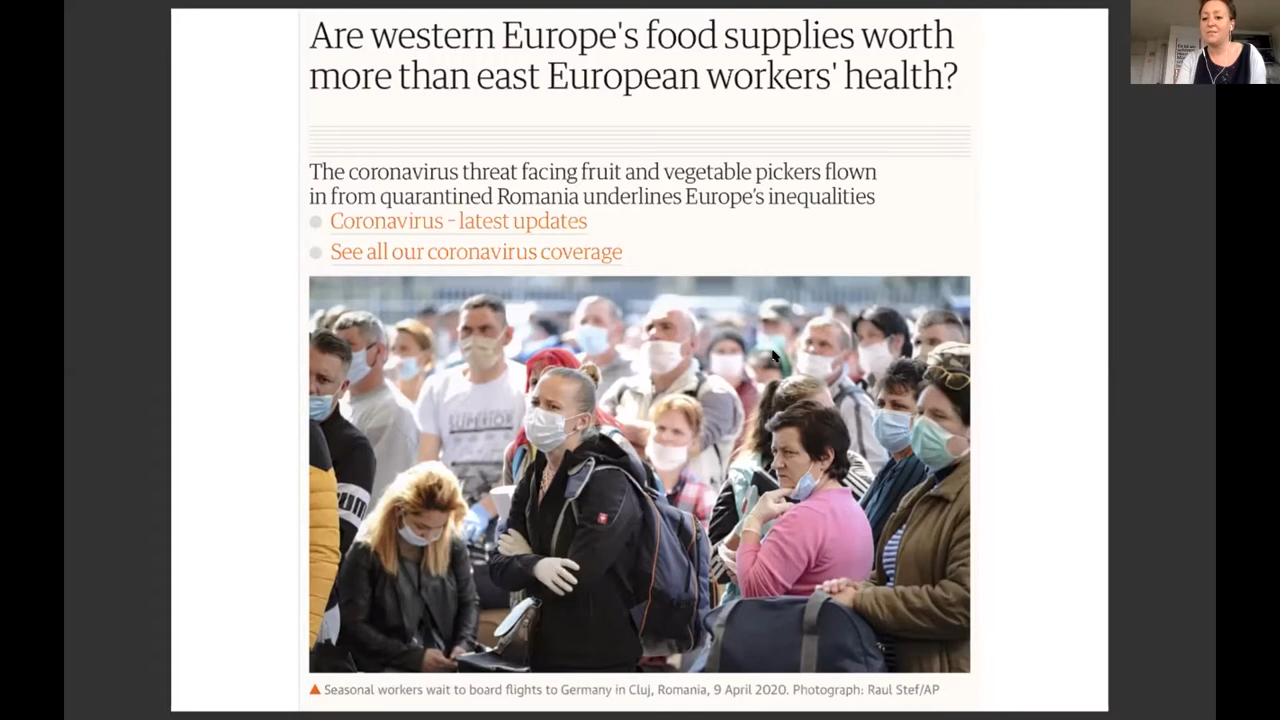 Are western Europe's food supplies worth
more than east European workers' health?
The coronavirus threat facing fruit and vegetable pickers flown
in from quarantined Romania underlines Europe’s inequalities
Coronavirus – latest updates
See all our coronavirus coverage
SUPERIOR
Seasonal workers wait to board flights to Germany in Cluj, Romania, 9 April 2020. Photograph: Raul Stef/AP